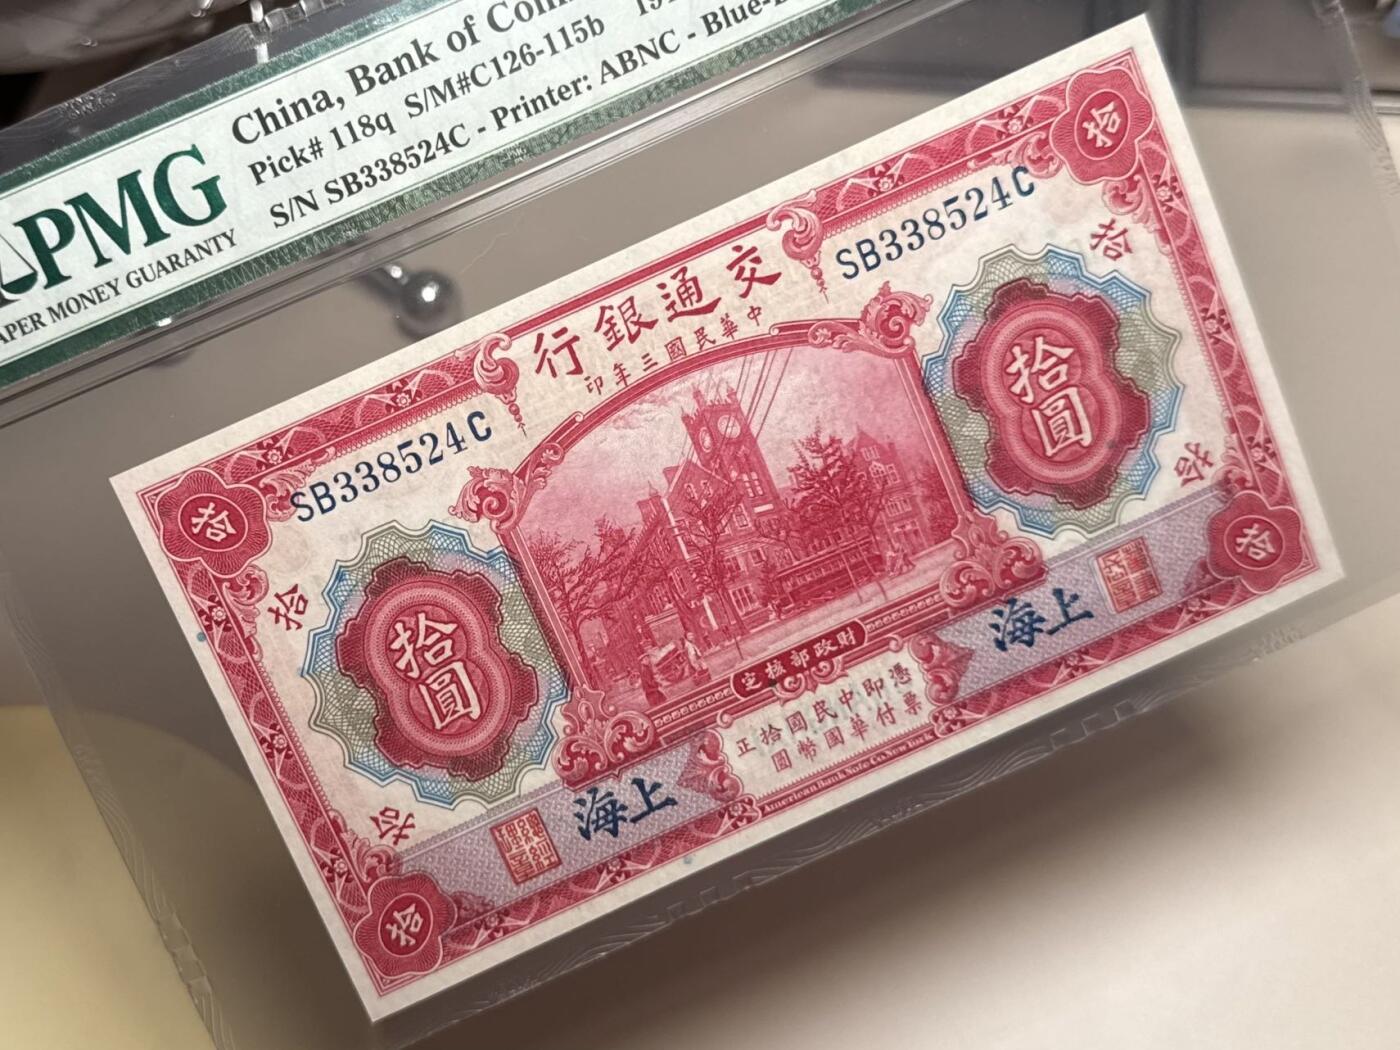 China, Bank of Com
Pick# 118q S/M#C126-115b 191
S/N SB338524C - Printer: ABNC - Blue-B
PMG
PAPER MONEY GUARANTY
拾
拾
SB338524C
SB338524C
交通銀行
中華民國三年印
拾
拾
拾圓
拾圓
拾
拾
財政部核定
上海
上海
憑票即付中華民國國幣拾圓正
American Bank Note Co. New York
拾
拾